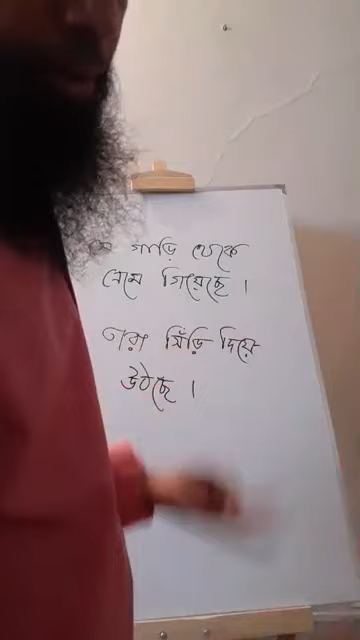 সে গাড়ি থেকে
নেমে গিয়েছে ।
তারা সিঁড়ি দিয়ে
উঠছে ।